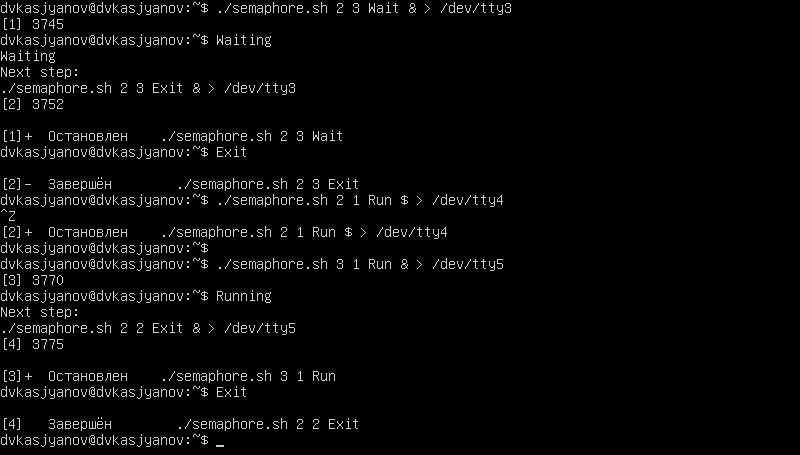 dvkasjyanov@dvkasjyanov:~$ ./semaphore.sh 2 3 Wait & > /dev/tty3
[1] 3745
dvkasjyanov@dvkasjyanov:~$ Waiting
Waiting
Next step:
./semaphore.sh 2 3 Exit & > /dev/tty3
[2] 3752

[1]+  Остановлен    ./semaphore.sh 2 3 Wait
dvkasjyanov@dvkasjyanov:~$ Exit

[2]-  Завершён        ./semaphore.sh 2 3 Exit
dvkasjyanov@dvkasjyanov:~$ ./semaphore.sh 2 1 Run $ > /dev/tty4
^Z
[2]+  Остановлен    ./semaphore.sh 2 1 Run $ > /dev/tty4
dvkasjyanov@dvkasjyanov:~$
dvkasjyanov@dvkasjyanov:~$ ./semaphore.sh 3 1 Run & > /dev/tty5
[3] 3770
dvkasjyanov@dvkasjyanov:~$ Running
Next step:
./semaphore.sh 2 2 Exit & > /dev/tty5
[4] 3775

[3]+  Остановлен    ./semaphore.sh 3 1 Run
dvkasjyanov@dvkasjyanov:~$ Exit

[4]   Завершён        ./semaphore.sh 2 2 Exit
dvkasjyanov@dvkasjyanov:~$ _